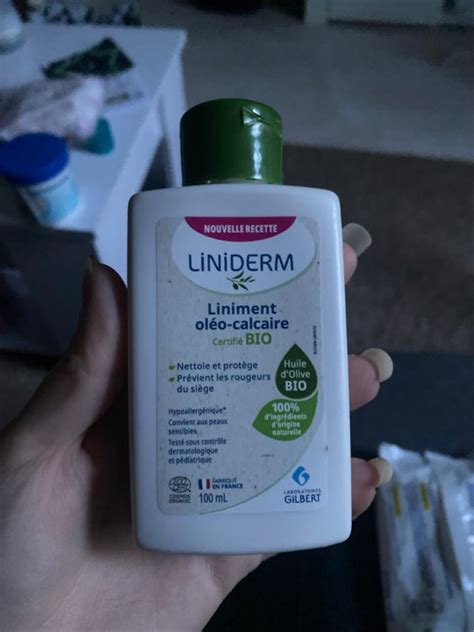 NOUVELLE RECETTE
LiNiDERM
Liniment
oléo-calcaire
Certifié BIO
Nettoie et protège
Prévient les rougeurs
du siège
Huile
d'Olive
BIO
100%
d'ingrédients
d'origine
naturelle
Hypoallergénique*
Convient aux peaux
sensibles
Testé sous contrôle
dermatologique
et pédiatrique
COSMOS
ORGANIC
FABRIQUÉ
EN FRANCE
100 mL
LABORATOIRES
GILBERT